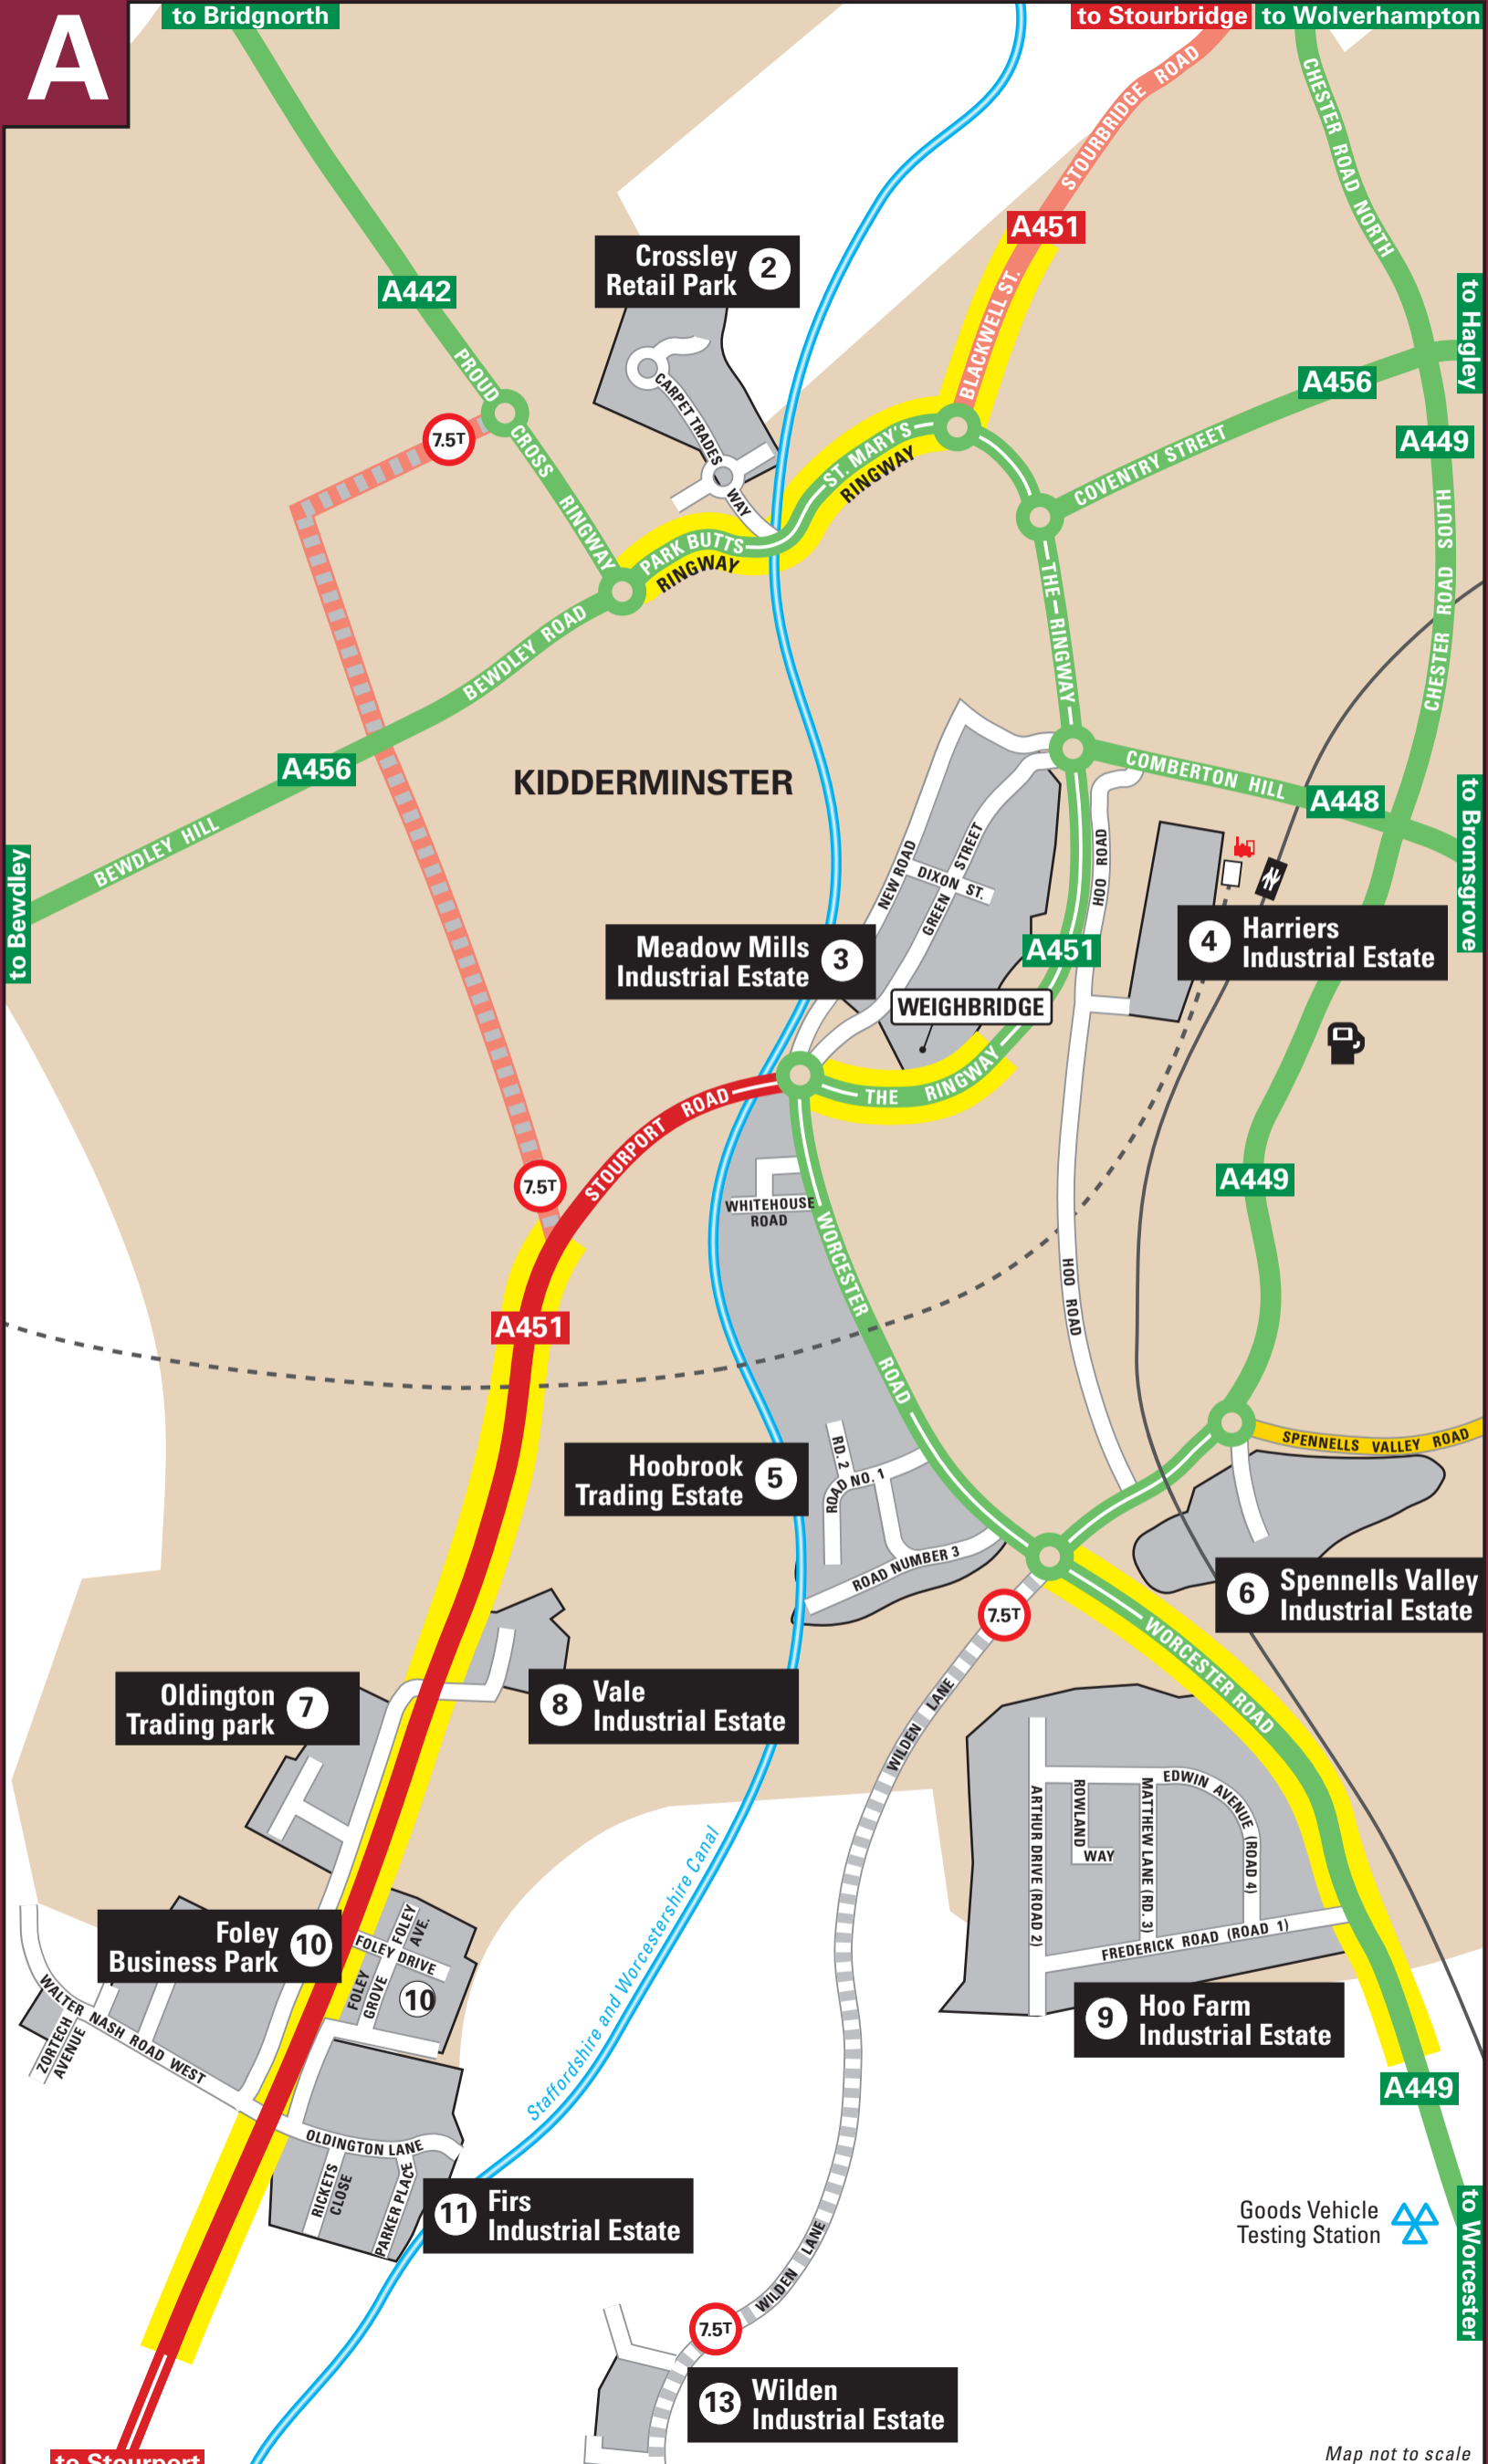 A
to Bridgnorth
to Stourbridge
to Wolverhampton
STOURBRIDGE ROAD
CHESTER ROAD NORTH
A451
Crossley
Retail Park
2
A442
BLACKWELL ST.
to Hagley
A456
PROUD
CROSS RINGWAY
7.5T
CARPET TRADES
WAY
ST. MARY'S
RINGWAY
COVENTRY STREET
A449
PARK BUTTS
RINGWAY
THE RINGWAY
CHESTER ROAD SOUTH
BEWDLEY ROAD
A456
KIDDERMINSTER
COMBERTON HILL
A448
to Bromsgrove
BEWDLEY HILL
to Bewdley
NEW ROAD
DIXON ST.
GREEN STREET
HOO ROAD
Meadow Mills
Industrial Estate
3
A451
4
Harriers
Industrial Estate
WEIGHBRIDGE
THE RINGWAY
STOURPORT ROAD
7.5T
WHITEHOUSE
ROAD
A449
WORCESTER
ROAD
HOO ROAD
A451
SPENNELLS VALLEY ROAD
Hoobrook
Trading Estate
5
RD. 2
ROAD NO. 1
ROAD NUMBER 3
6
Spennells Valley
Industrial Estate
7.5T
WORCESTER ROAD
Oldington
Trading park
7
8
Vale
Industrial Estate
WILDEN LANE
ARTHUR DRIVE (ROAD 2)
ROWLAND
WAY
MATTHEW LANE (RD. 3)
EDWIN AVENUE (ROAD 4)
FREDERICK ROAD (ROAD 1)
Foley
Business Park
10
FOLEY
AVE.
FOLEY DRIVE
FOLEY
GROVE
10
Staffordshire and Worcestershire Canal
WALTER NASH ROAD WEST
ZORTECH
AVENUE
9
Hoo Farm
Industrial Estate
A449
OLDINGTON LANE
RICKETS
CLOSE
PARKER PLACE
11
Firs
Industrial Estate
Goods Vehicle
Testing Station
to Worcester
WILDEN LANE
7.5T
13
Wilden
Industrial Estate
to Stourport
Map not to scale